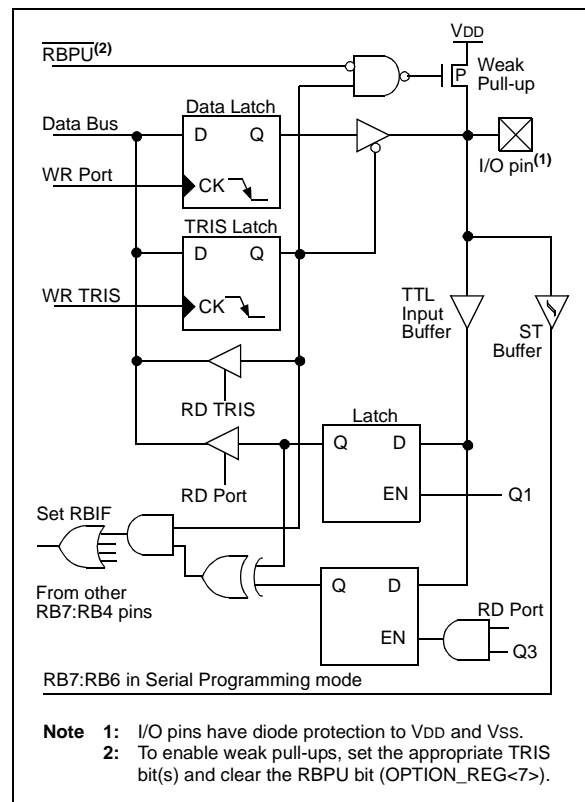 VDD
RBPU(2)
Weak
Pull-up
P
Data Latch
Data Bus
D Q
I/O pin(1)
WR Port
CK
TRIS Latch
D Q
WR TRIS
CK
TTL
Input
Buffer
ST
Buffer
RD TRIS
Latch
Q D
RD Port
EN
Q1
Set RBIF
From other
RB7:RB4 pins
Q D
RD Port
EN
Q3
RB7:RB6 in Serial Programming mode
Note 1: I/O pins have diode protection to VDD and VSS.
2: To enable weak pull-ups, set the appropriate TRIS
bit(s) and clear the RBPU bit (OPTION_REG<7>).